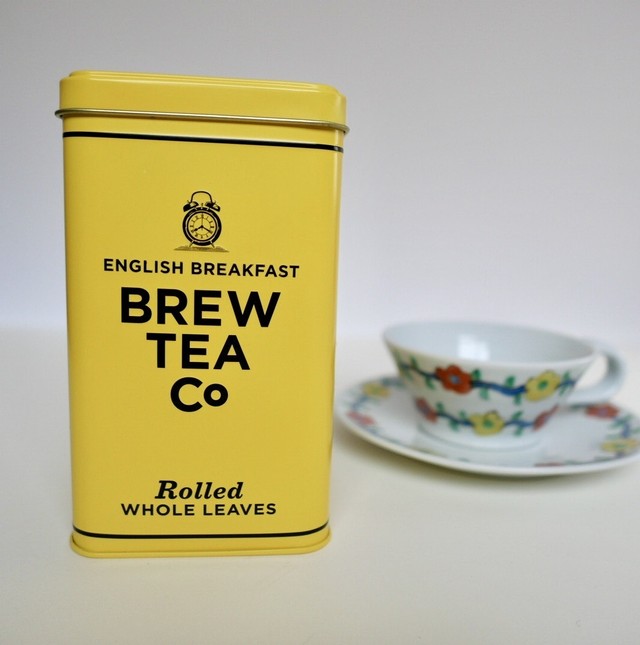 ENGLISH BREAKFAST
BREW
TEA
Co
Rolled
WHOLE LEAVES